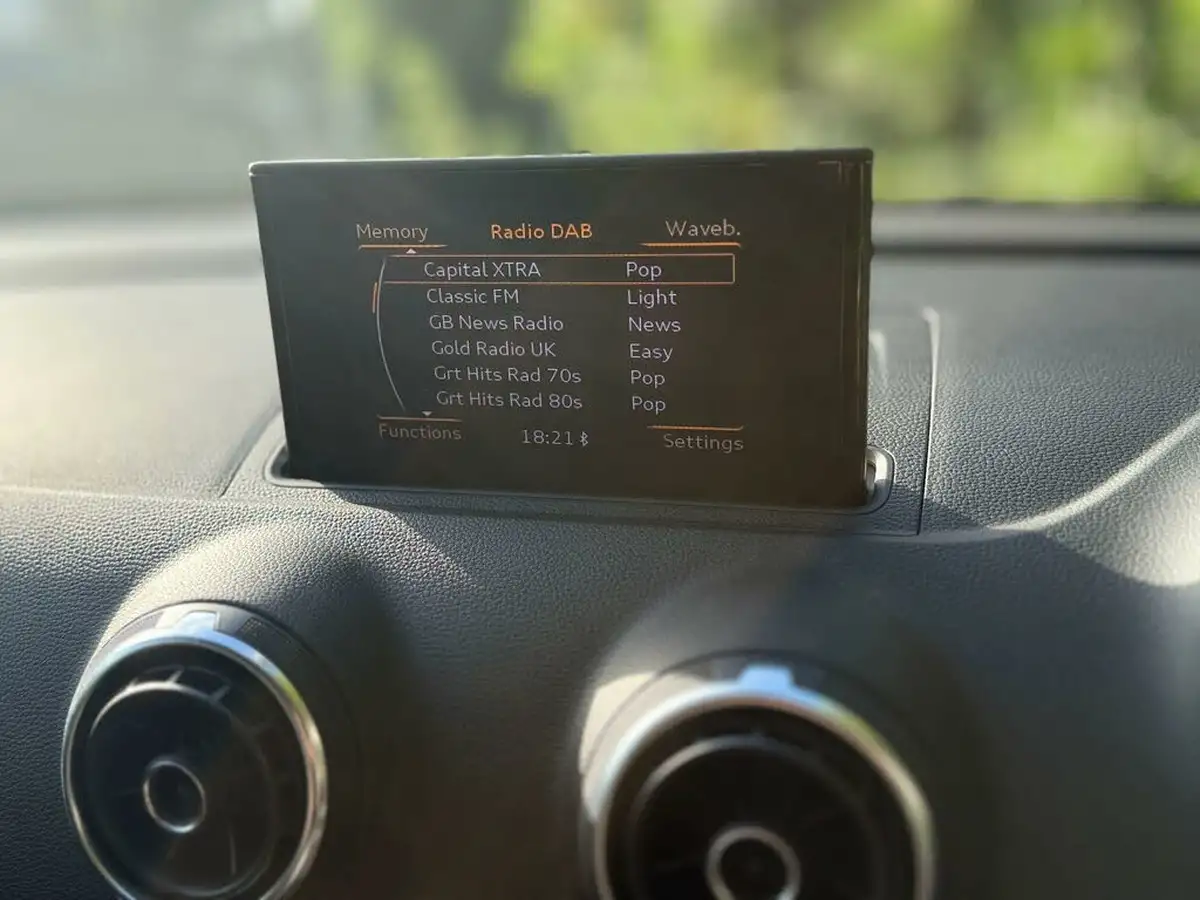 Memory Radio DAB Waveb.
Capital XTRA Pop
Classic FM Light
GB News Radio News
Gold Radio UK Easy
Grt Hits Rad 70s Pop
Grt Hits Rad 80s Pop
Functions 18:21 Settings